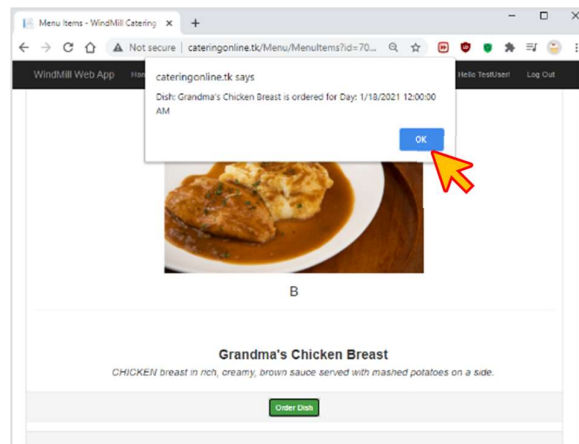 Menu Items - WindMill Catering
Not secure | cateringonline.tk/Menu/MenuItems?id=70...
WindMill Web App
Hello TestUser!
Log Out
cateringonline.tk says
Dish: Grandma's Chicken Breast is ordered for Day: 1/18/2021 12:00:00
AM
OK
B
Grandma's Chicken Breast
CHICKEN breast in rich, creamy, brown sauce served with mashed potatoes on a side.
Order Dish